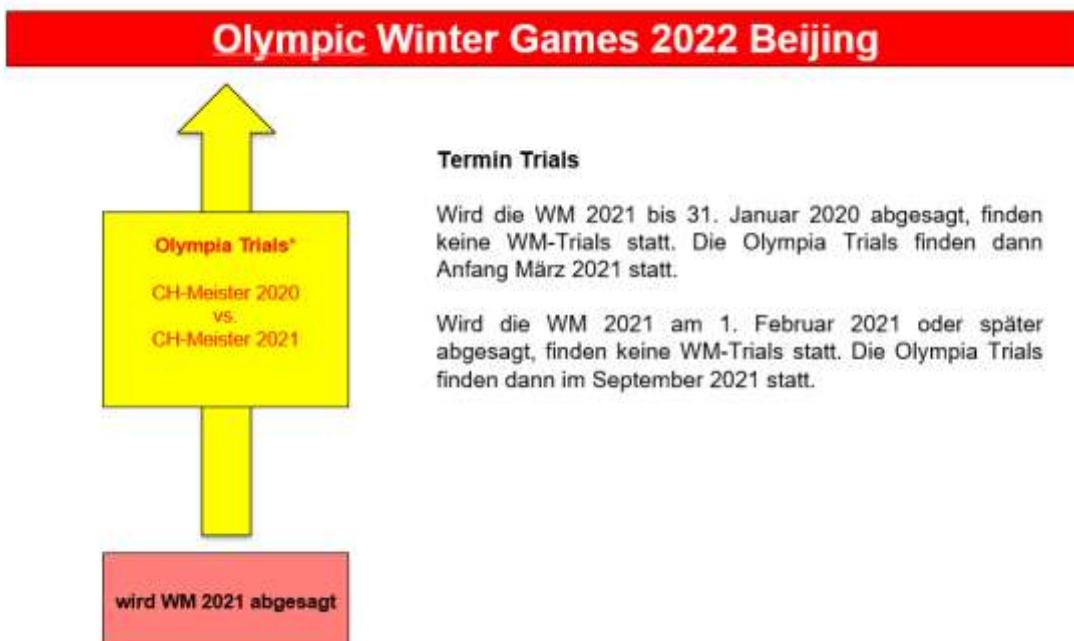 Olympic Winter Games 2022 Beijing
Termin Trials
Wird die WM 2021 bis 31. Januar 2020 abgesagt, finden
keine WM-Trials statt. Die Olympia Trials finden dann
Anfang März 2021 statt.
Wird die WM 2021 am 1. Februar 2021 oder später
abgesagt, finden keine WM-Trials statt. Die Olympia Trials
finden dann im September 2021 statt.
Olympia Trials*
CH-Meister 2020
vs.
CH-Meister 2021
wird WM 2021 abgesagt